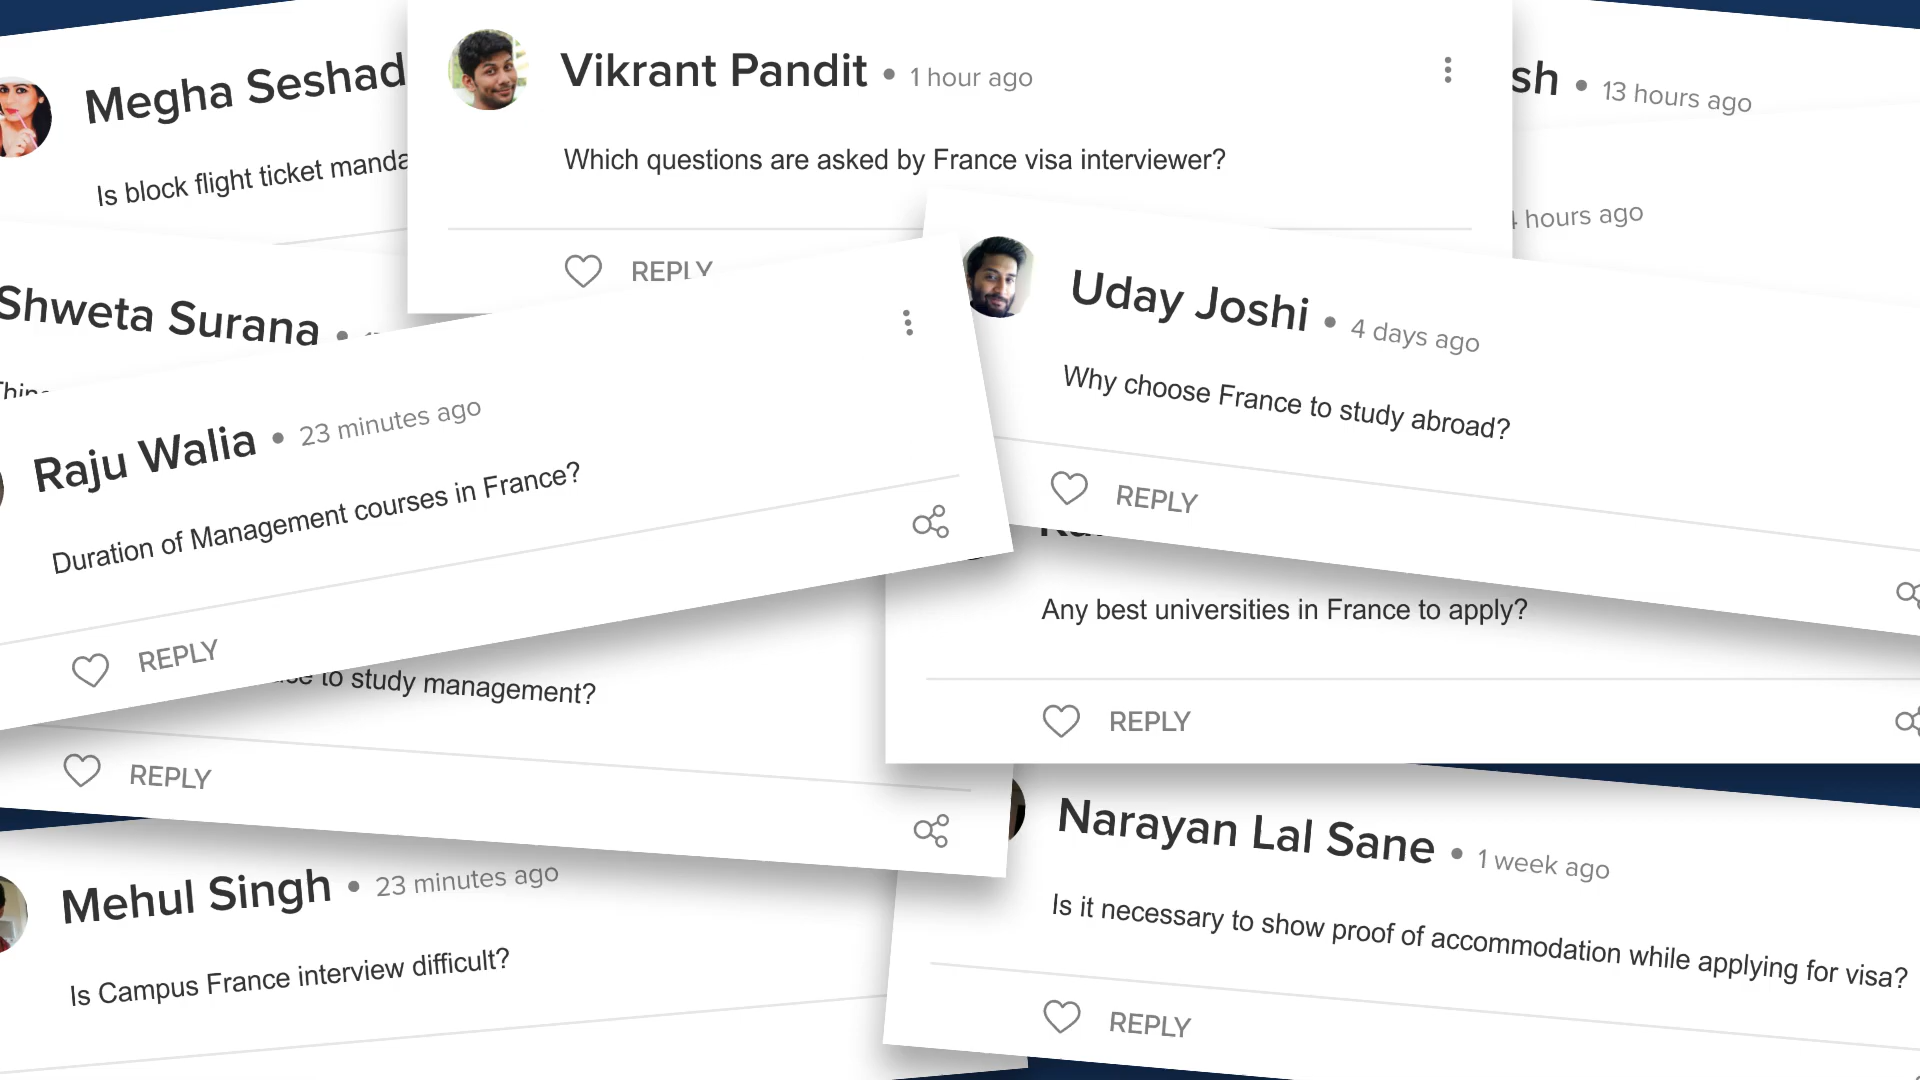 Megha Seshad
Is block flight ticket manda
Vikrant Pandit • 1 hour ago
Which questions are asked by France visa interviewer?
REPLY
sh • 13 hours ago
4 hours ago
Shweta Surana •
Raju Walia • 23 minutes ago
Duration of Management courses in France?
REPLY
Uday Joshi • 4 days ago
Why choose France to study abroad?
REPLY
Any best universities in France to apply?
REPLY
to study management?
REPLY
Mehul Singh • 23 minutes ago
Is Campus France interview difficult?
Narayan Lal Sane • 1 week ago
Is it necessary to show proof of accommodation while applying for visa?
REPLY